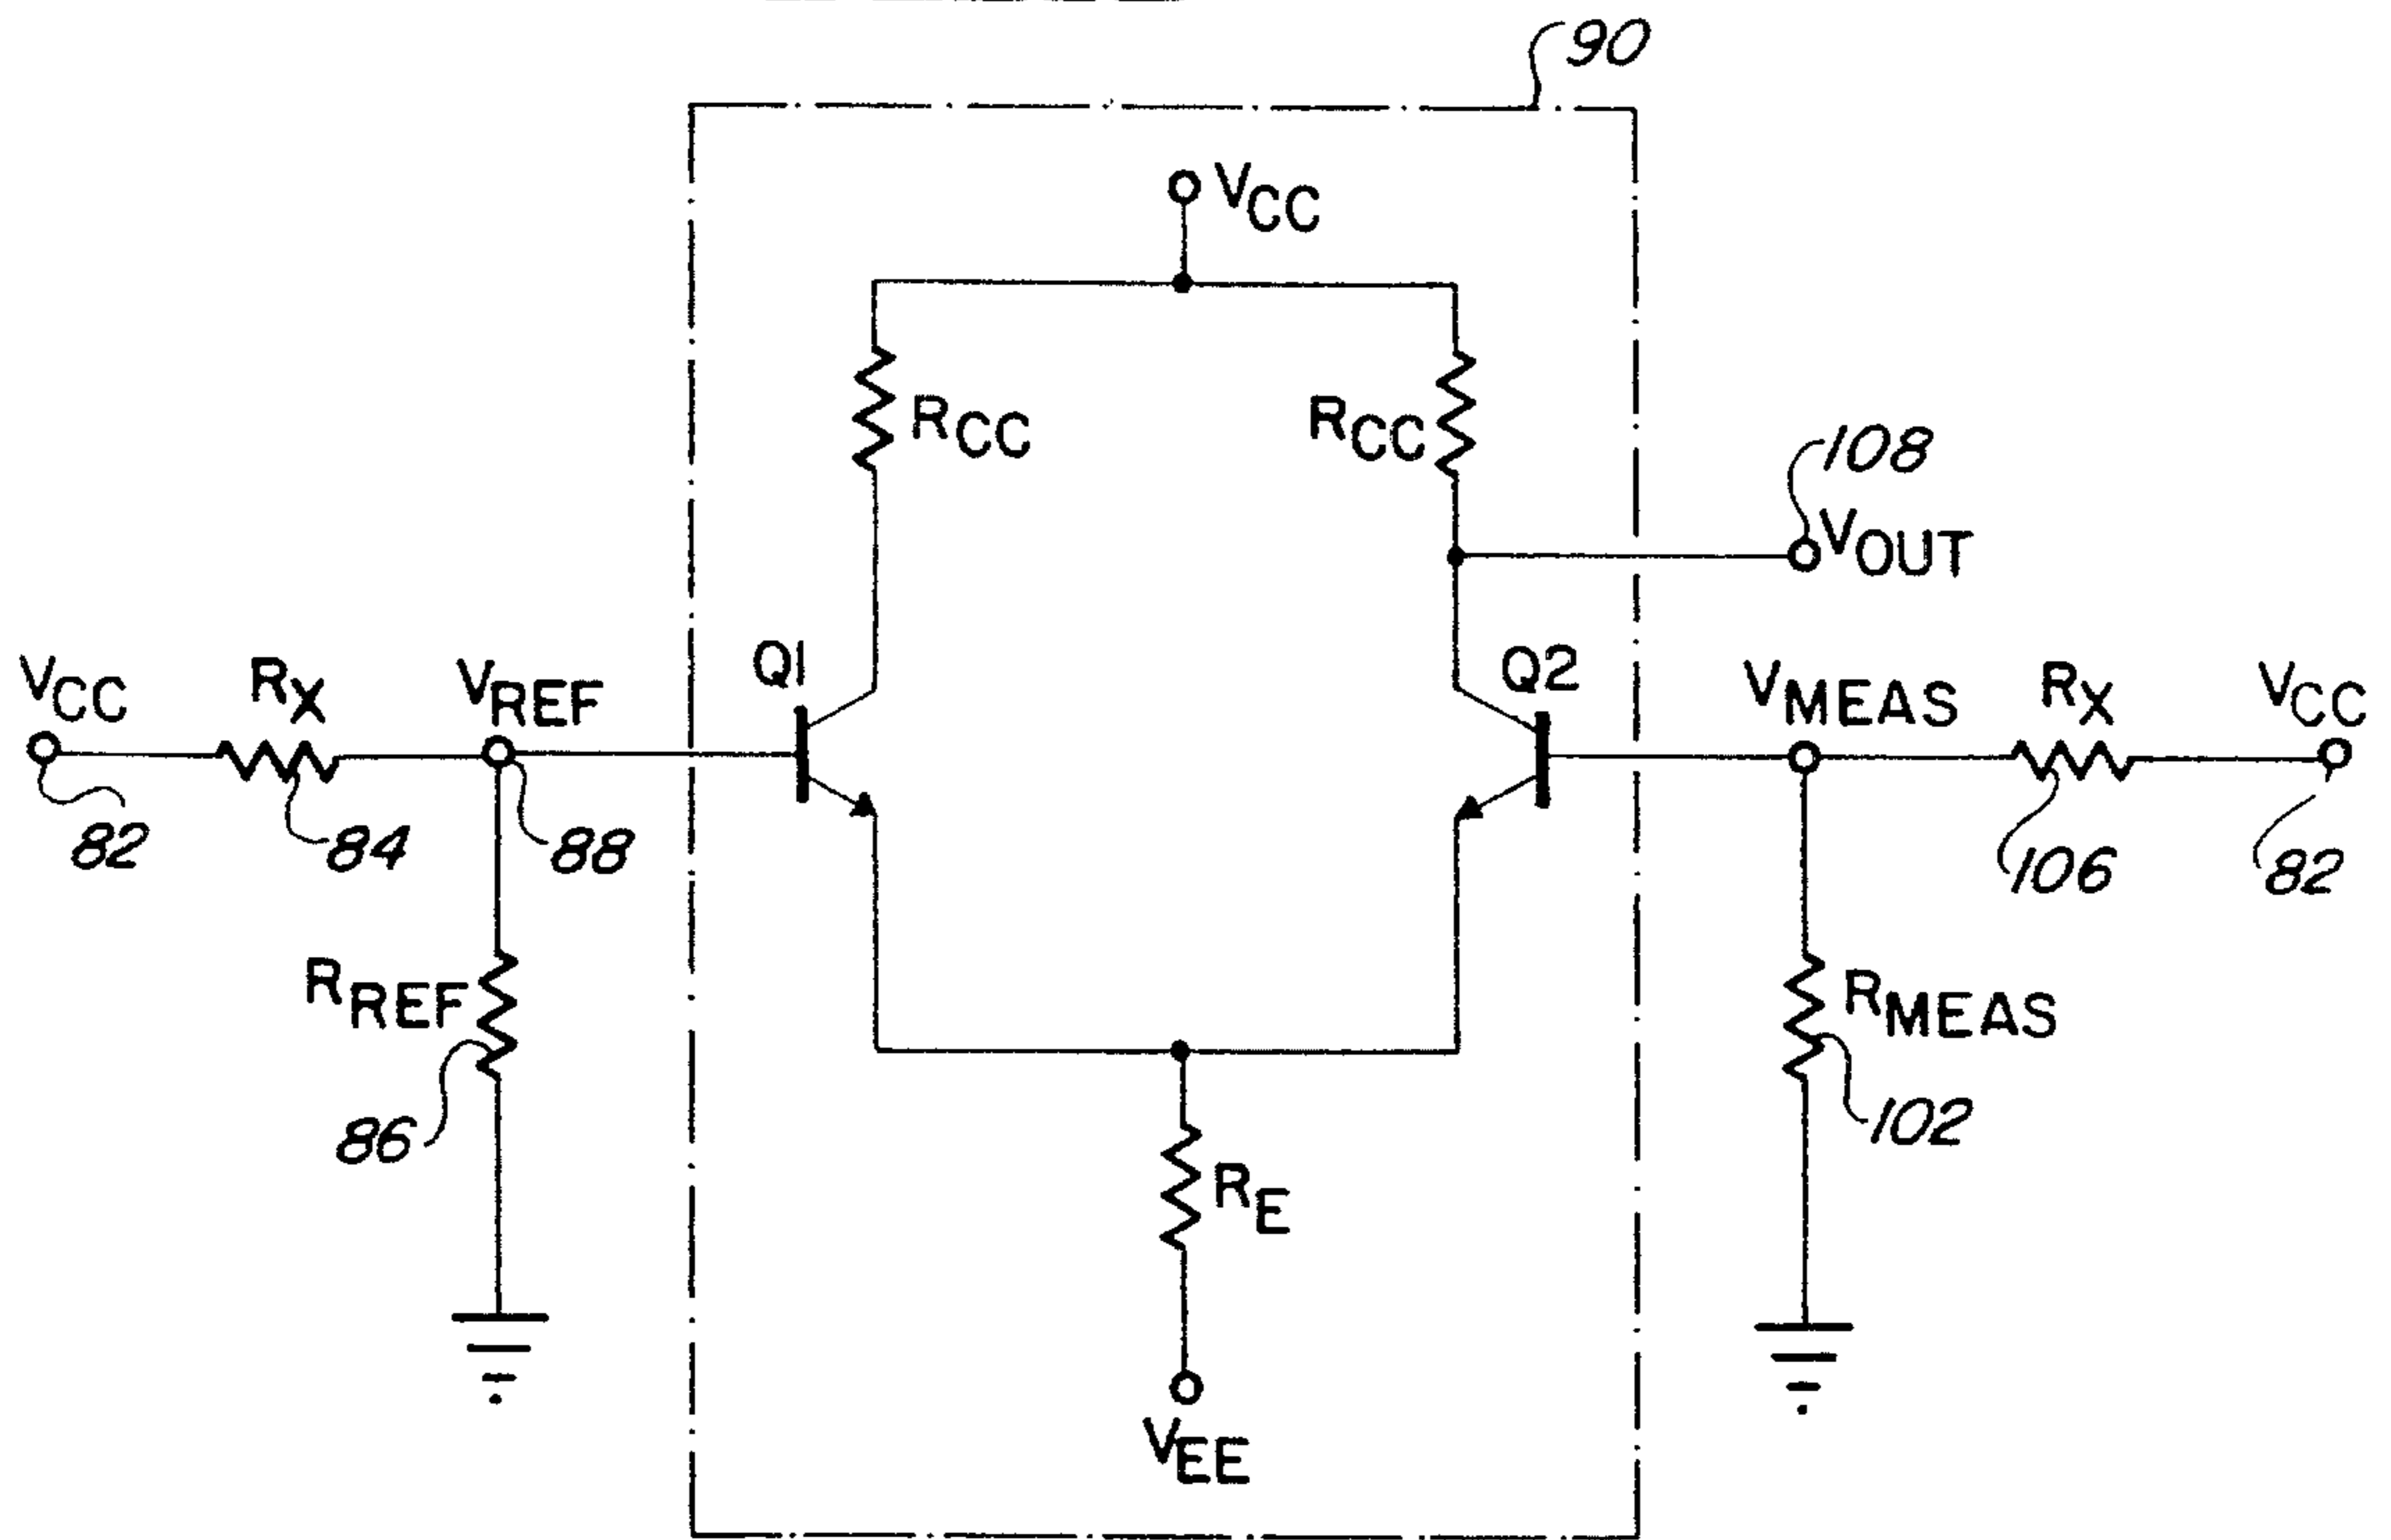 90
VCC
RCC
RCC
108
VOUT
Q1
Q2
VCC
RX
VREF
VMEAS
RX
VCC
82
84
88
106
82
RREF
RMEAS
86
102
RE
VEE